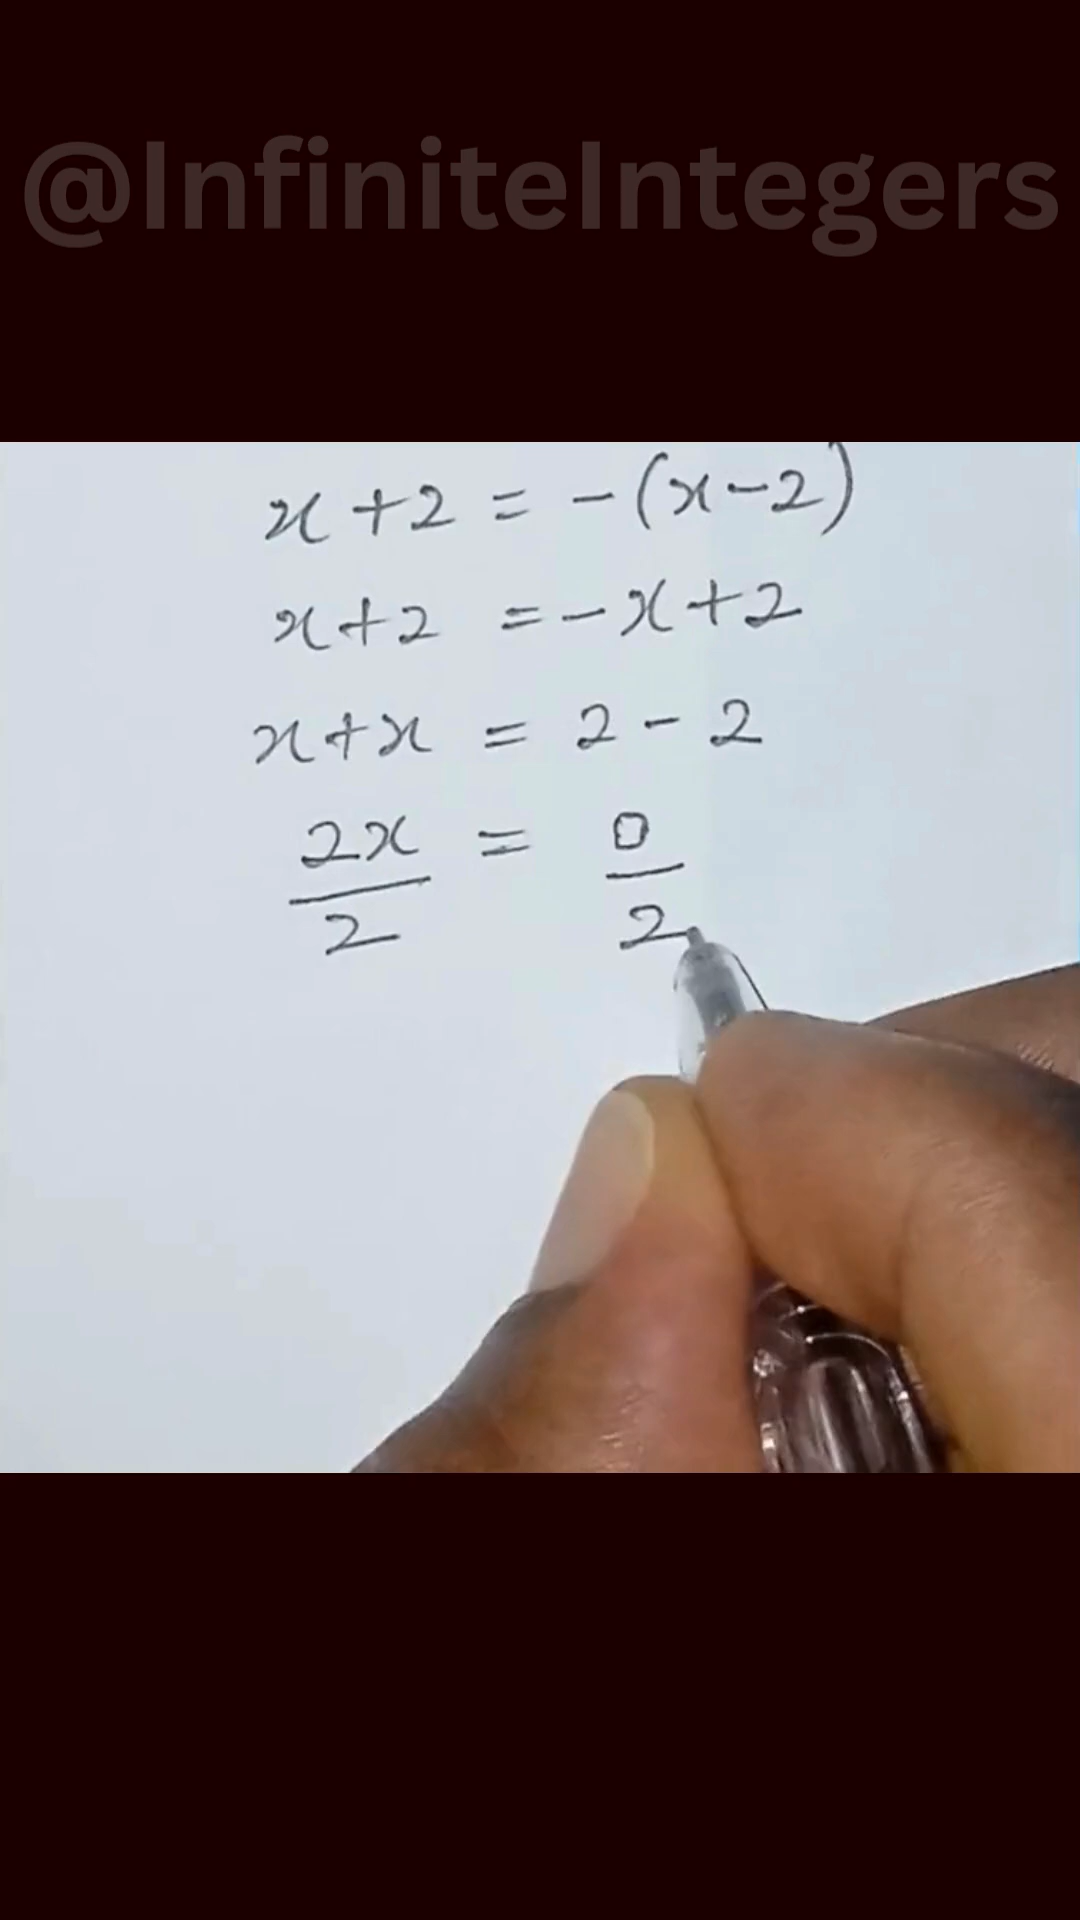 @InfiniteIntegers
x + 2 = -(x - 2)
x + 2 = -x + 2
x + x = 2 - 2
2x/2 = 0/2